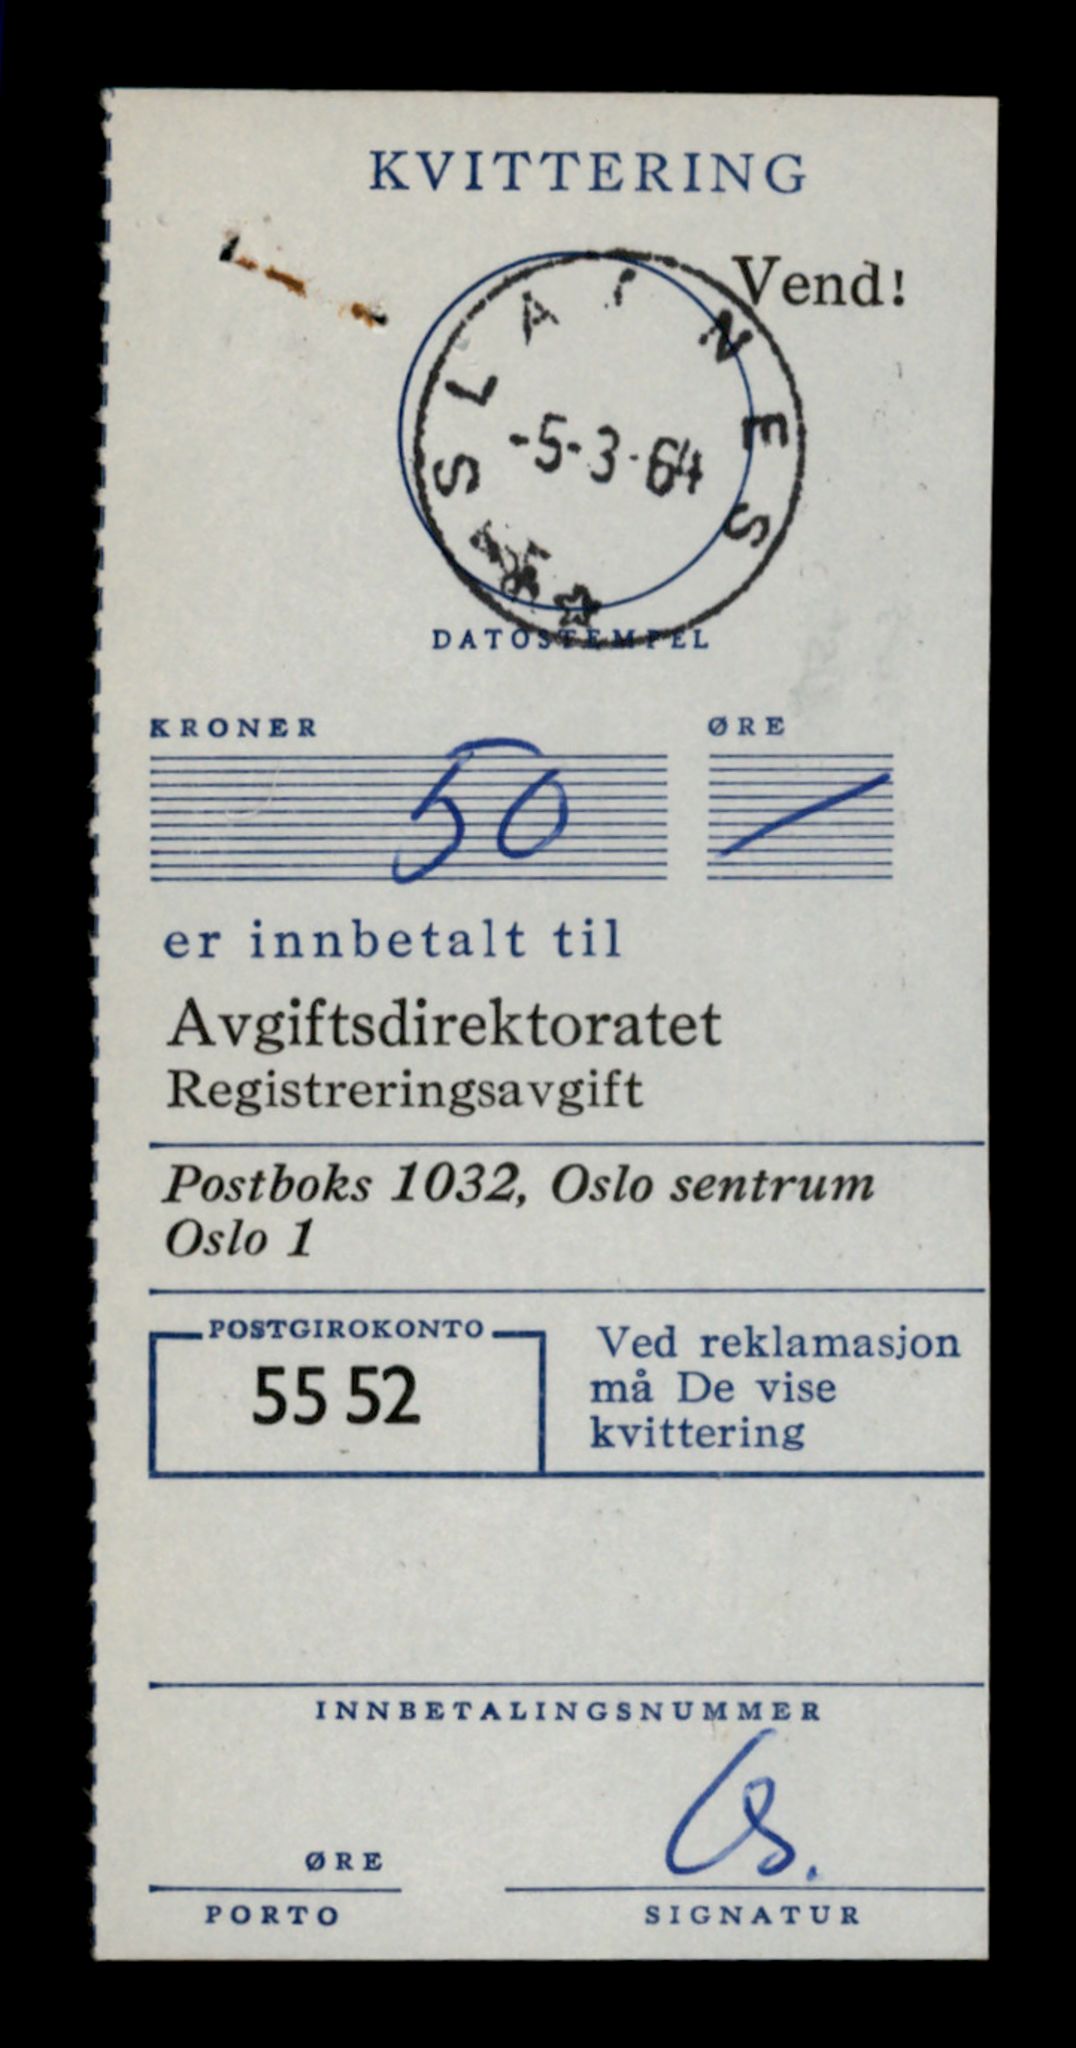 KVITTERING
Vend!
SLATNES
-5-3-64
DATOSTEMPEL
KRONER ØRE
50 —
er innbetalt til
Avgiftsdirektoratet
Registreringsavgift
Postboks 1032, Oslo sentrum
Oslo 1
POSTGIROKONTO
55 52
Ved reklamasjon
må De vise
kvittering
INNBETALINGSNUMMER
ØRE
PORTO
SIGNATUR